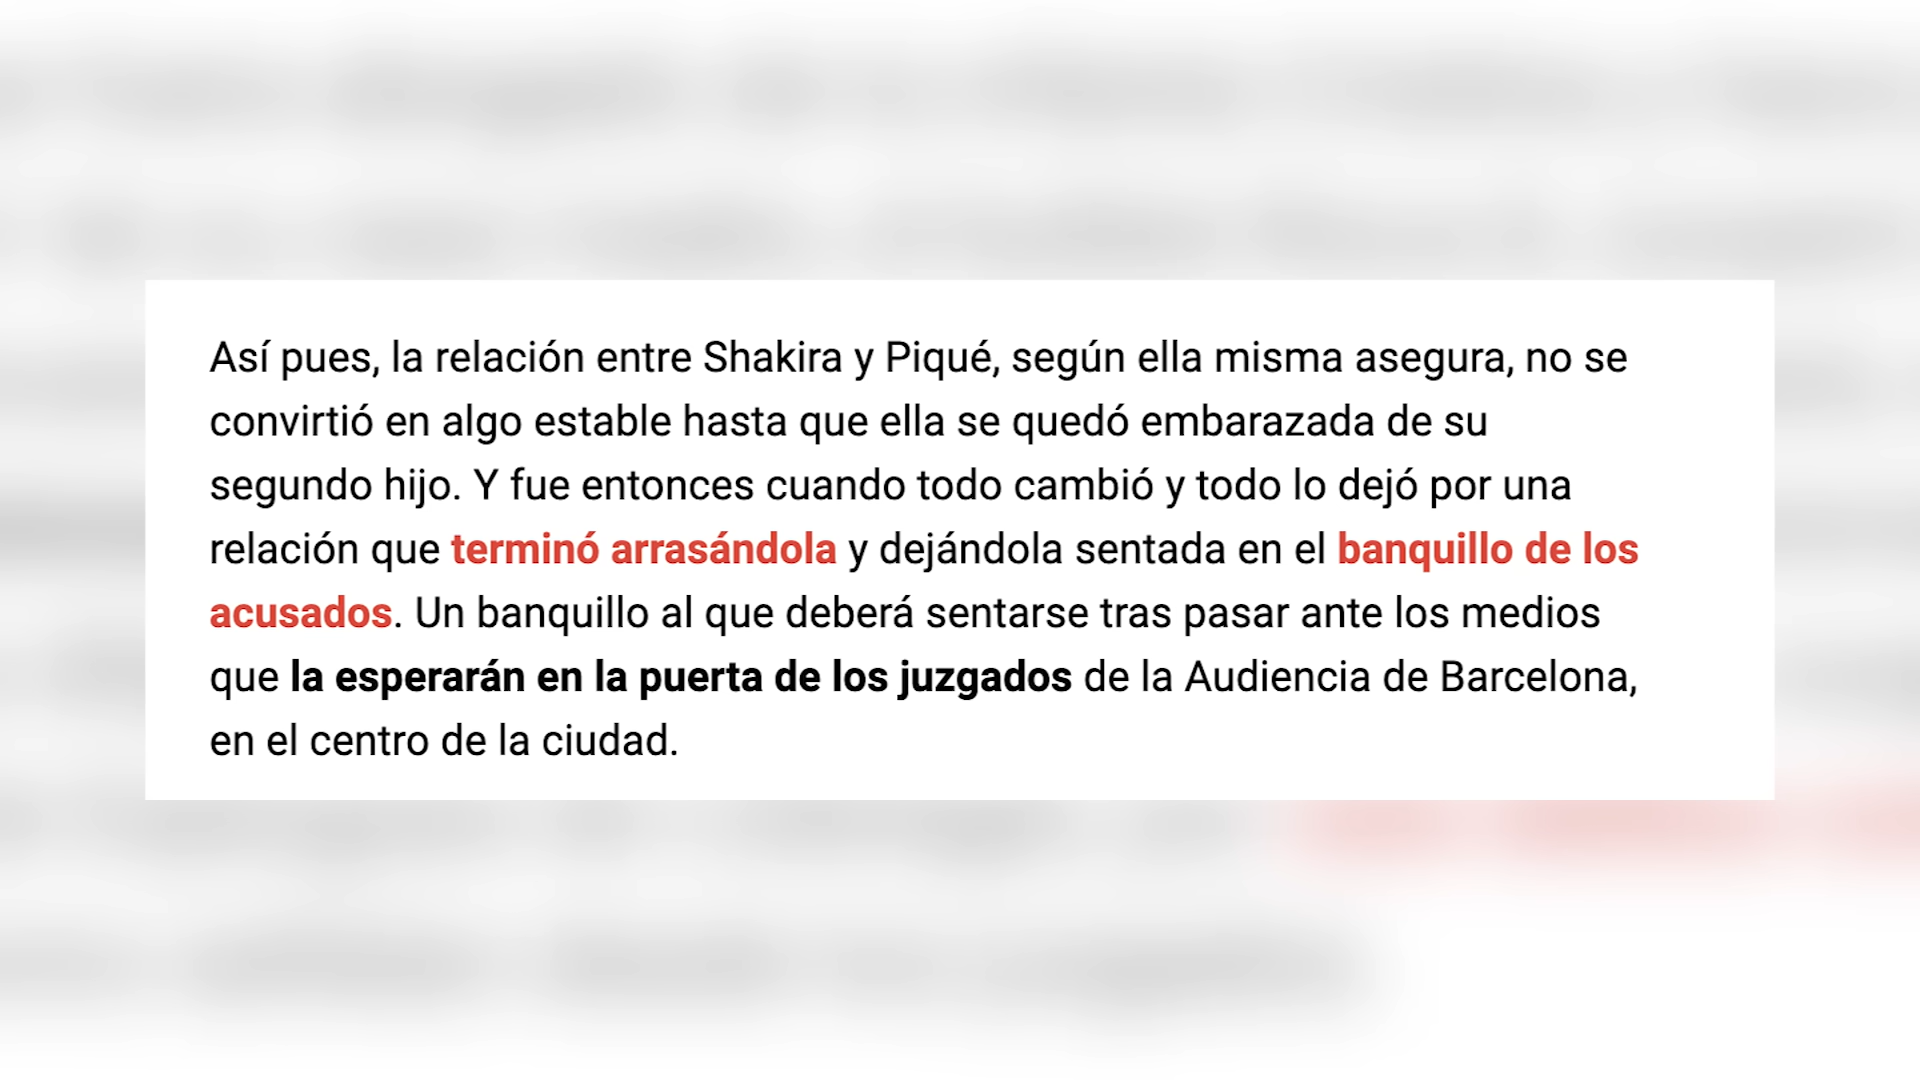 Así pues, la relación entre Shakira y Piqué, según ella misma asegura, no se
convirtió en algo estable hasta que ella se quedó embarazada de su
segundo hijo. Y fue entonces cuando todo cambió y todo lo dejó por una
relación que terminó arrasándola y dejándola sentada en el banquillo de los
acusados. Un banquillo al que deberá sentarse tras pasar ante los medios
que la esperarán en la puerta de los juzgados de la Audiencia de Barcelona,
en el centro de la ciudad.